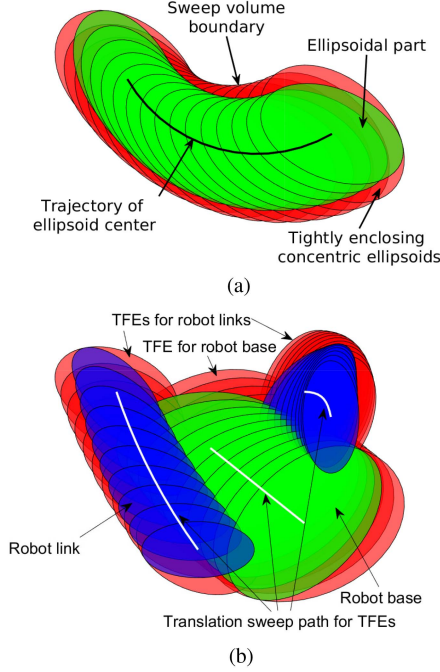 Sweep volume
boundary
Ellipsoidal part
Trajectory of
ellipsoid center
Tightly enclosing
concentric ellipsoids
(a)
TFEs for robot links
TFE for robot base
Robot link
Robot base
Translation sweep path for TFEs
(b)